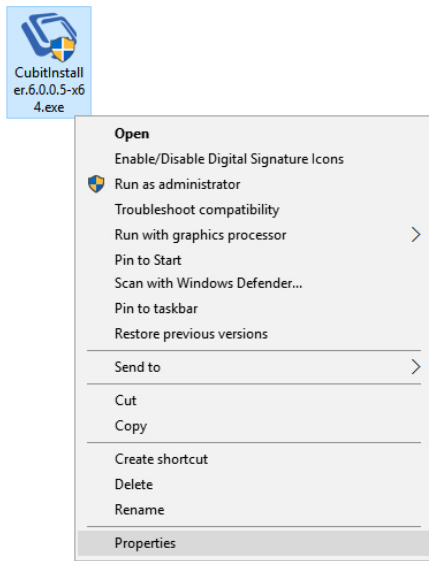 CubitInstall
er.6.0.0.5-x6
4.exe
Open
Enable/Disable Digital Signature Icons
Run as administrator
Troubleshoot compatibility
Run with graphics processor
Pin to Start
Scan with Windows Defender...
Pin to taskbar
Restore previous versions
Send to
Cut
Copy
Create shortcut
Delete
Rename
Properties